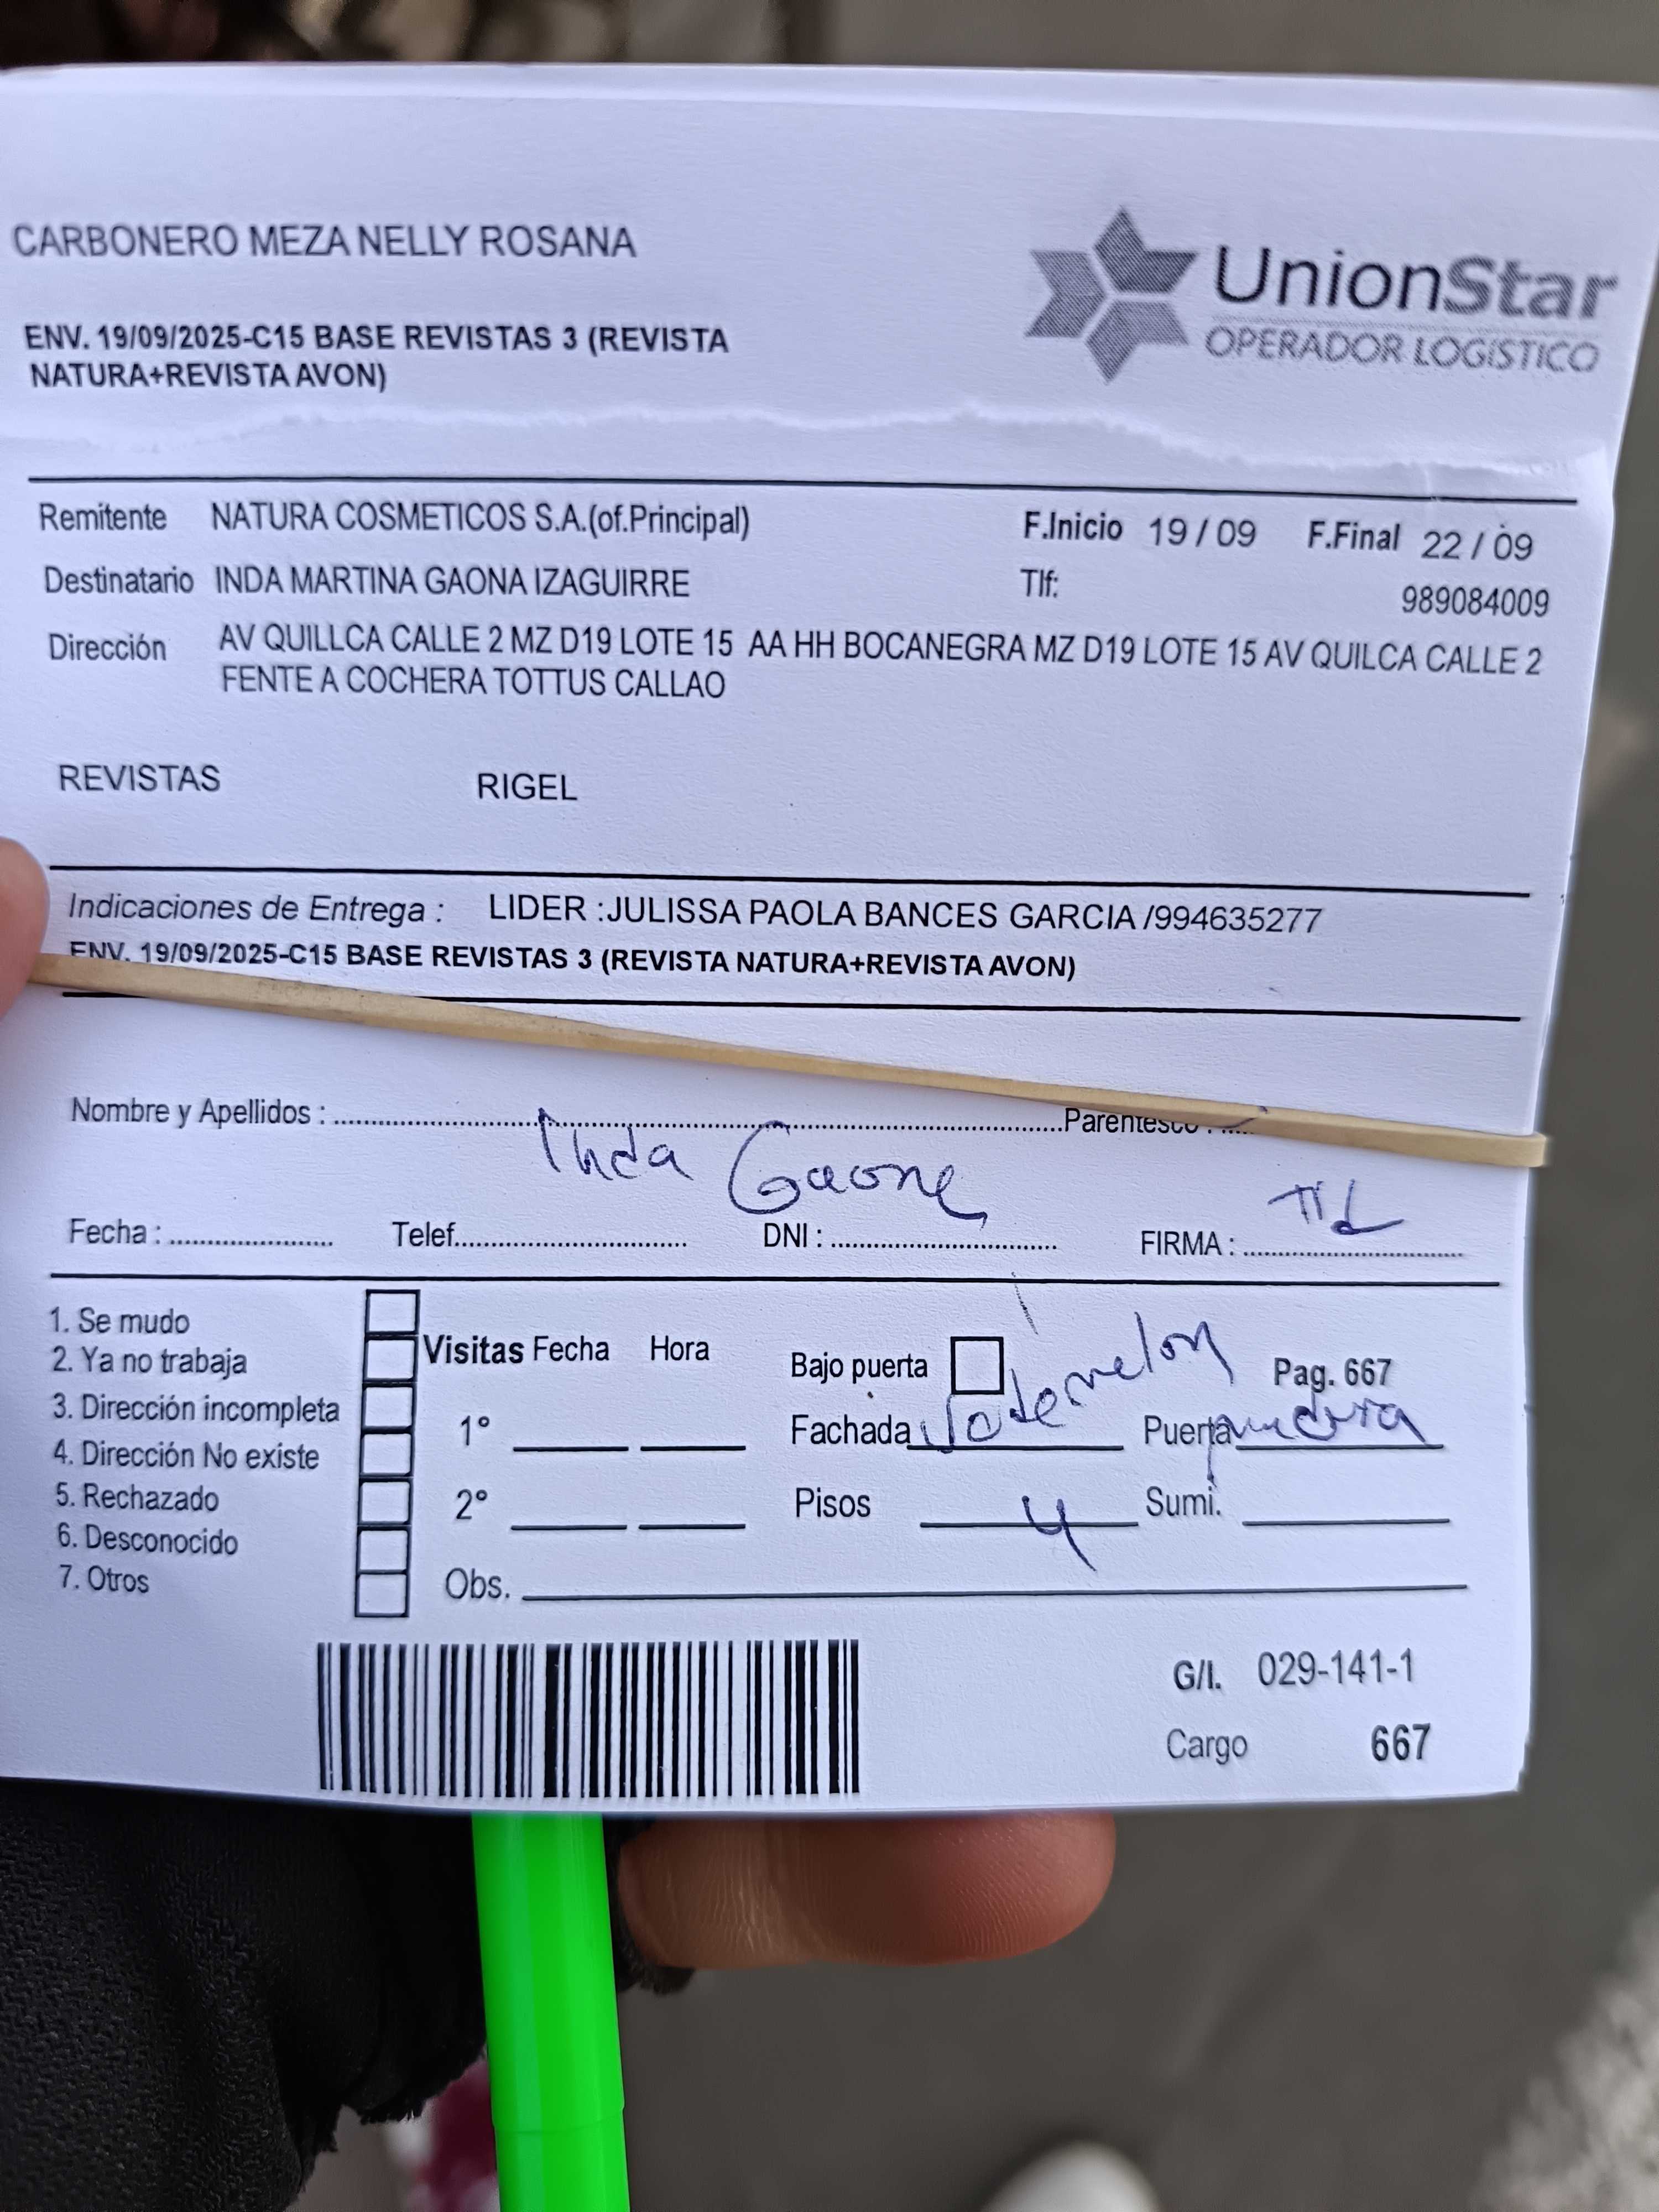 CARBONERO MEZA NELLY ROSANA
UnionStar
OPERADOR LOGÍSTICO
ENV. 19/09/2025-C15 BASE REVISTAS 3 (REVISTA
NATURA+REVISTA AVON)
Remitente NATURA COSMETICOS S.A.(of.Principal) F.Inicio 19 / 09 F.Final 22 / 09
Destinatario INDA MARTINA GAONA IZAGUIRRE Tlf: 989084009
Dirección AV QUILLCA CALLE 2 MZ D19 LOTE 15 AA HH BOCANEGRA MZ D19 LOTE 15 AV QUILCA CALLE 2
FENTE A COCHERA TOTTUS CALLAO
REVISTAS RIGEL
Indicaciones de Entrega : LIDER :JULISSA PAOLA BANCES GARCIA /994635277
ENV. 19/09/2025-C15 BASE REVISTAS 3 (REVISTA NATURA+REVISTA AVON)
Nombre y Apellidos : Parentesco :
Inda Gaona
Fecha : Telef. DNI : FIRMA :
1. Se mudo
2. Ya no trabaja
3. Dirección incompleta
4. Dirección No existe
5. Rechazado
6. Desconocido
7. Otros
Visitas Fecha Hora
1°
2°
Obs.
Bajo puerta Pag. 667
Fachada Puerta
Pisos 4 Sumi.
G/I. 029-141-1
Cargo 667